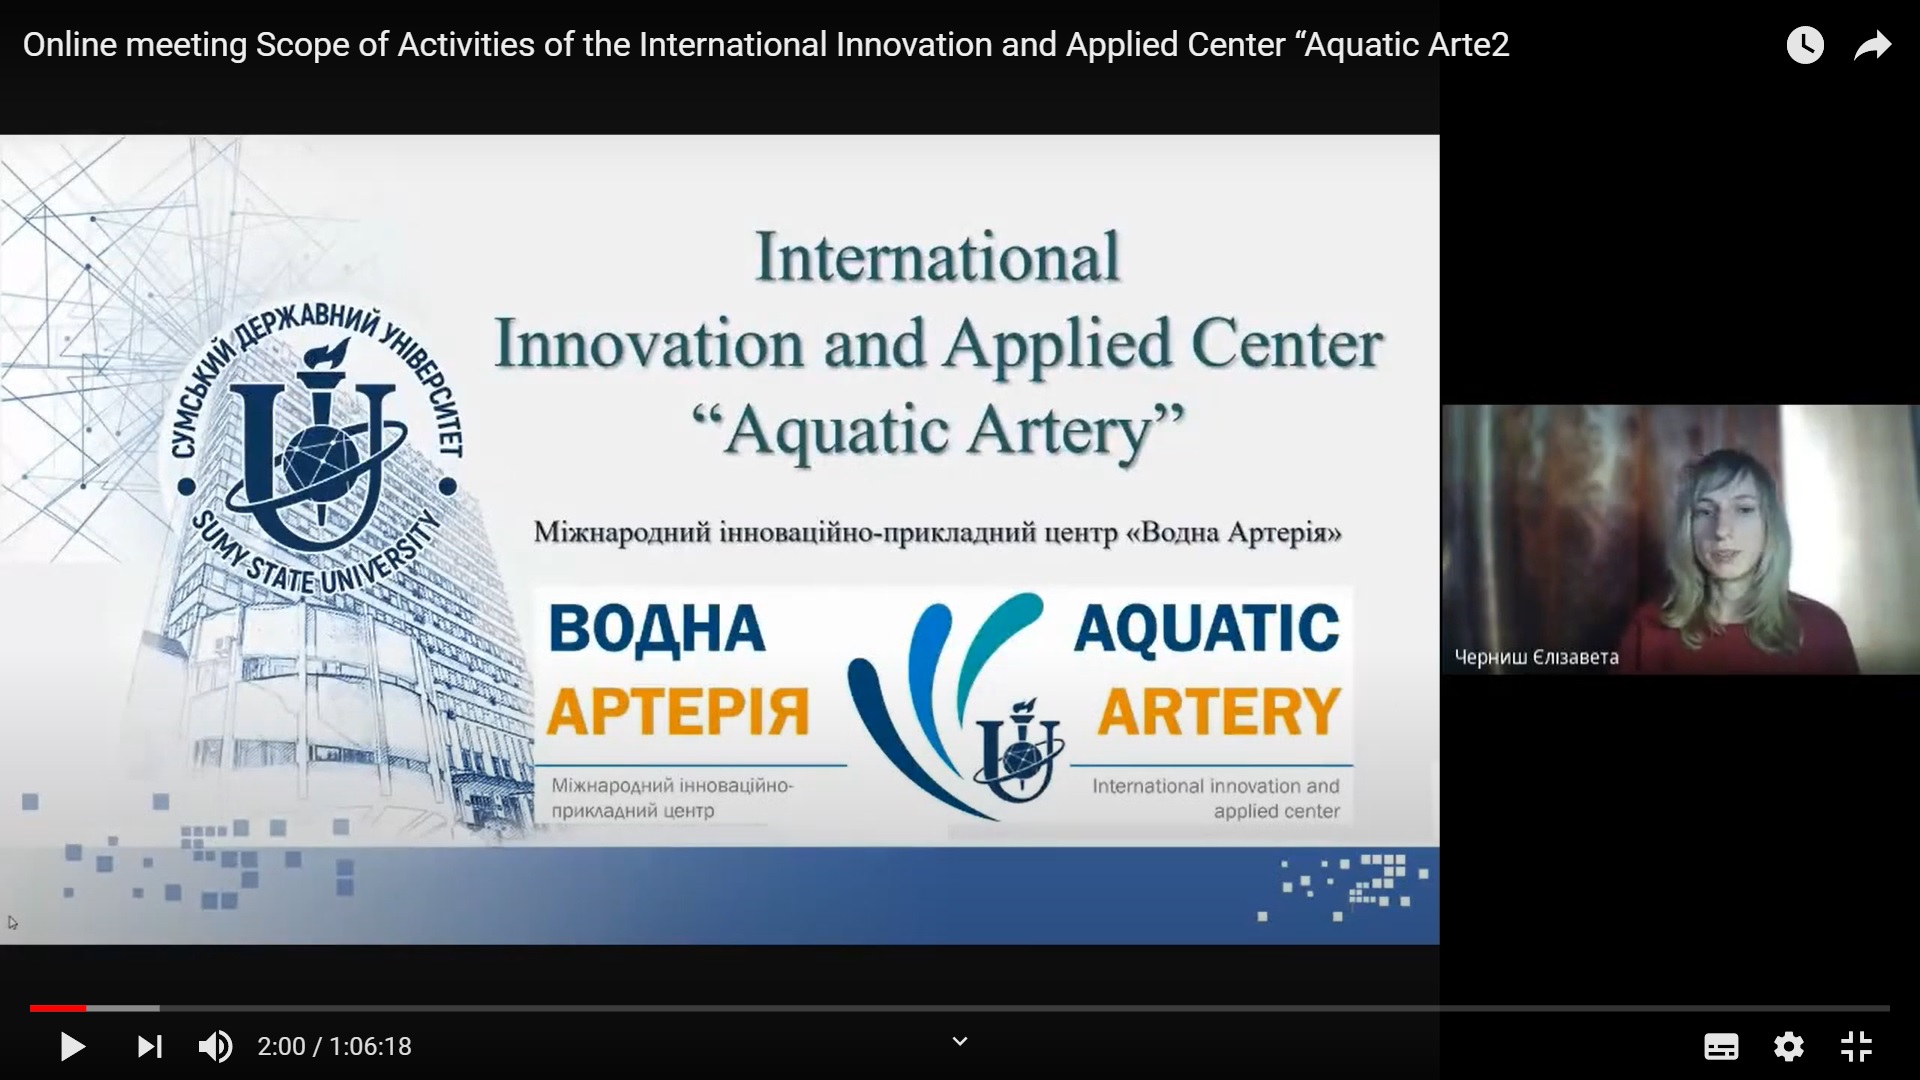 Online meeting Scope of Activities of the International Innovation and Applied Center “Aquatic Arte2
International
Innovation and Applied Center
“Aquatic Artery”
СУМСЬКИЙ ДЕРЖАВНИЙ УНІВЕРСИТЕТ
SUMY STATE UNIVERSITY
Міжнародний інноваційно-прикладний центр «Водна Артерія»
ВОДНА
АРТЕРІЯ
Міжнародний інноваційно-
прикладний центр
AQUATIC
ARTERY
International innovation and
applied center
Черниш Єлізавета
2:00 / 1:06:18